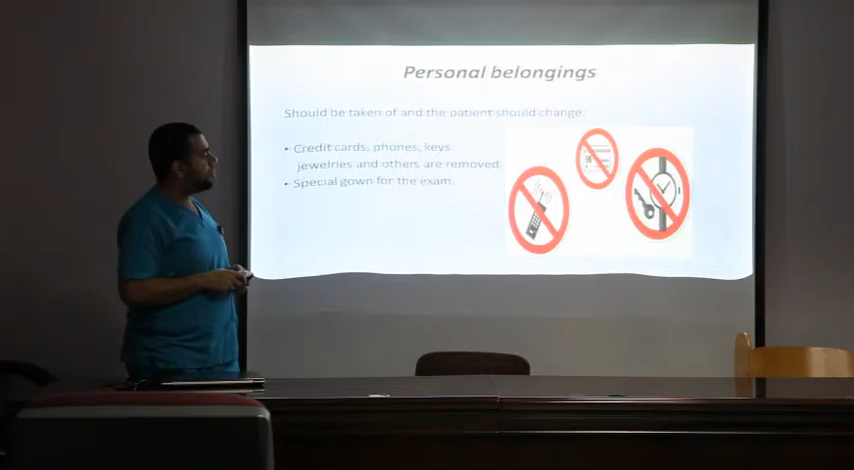 Personal belongings
Should be taken of and the patient should change:
• Credit cards, phones, keys
jewelries and others are removed.
• Special gown for the exam.